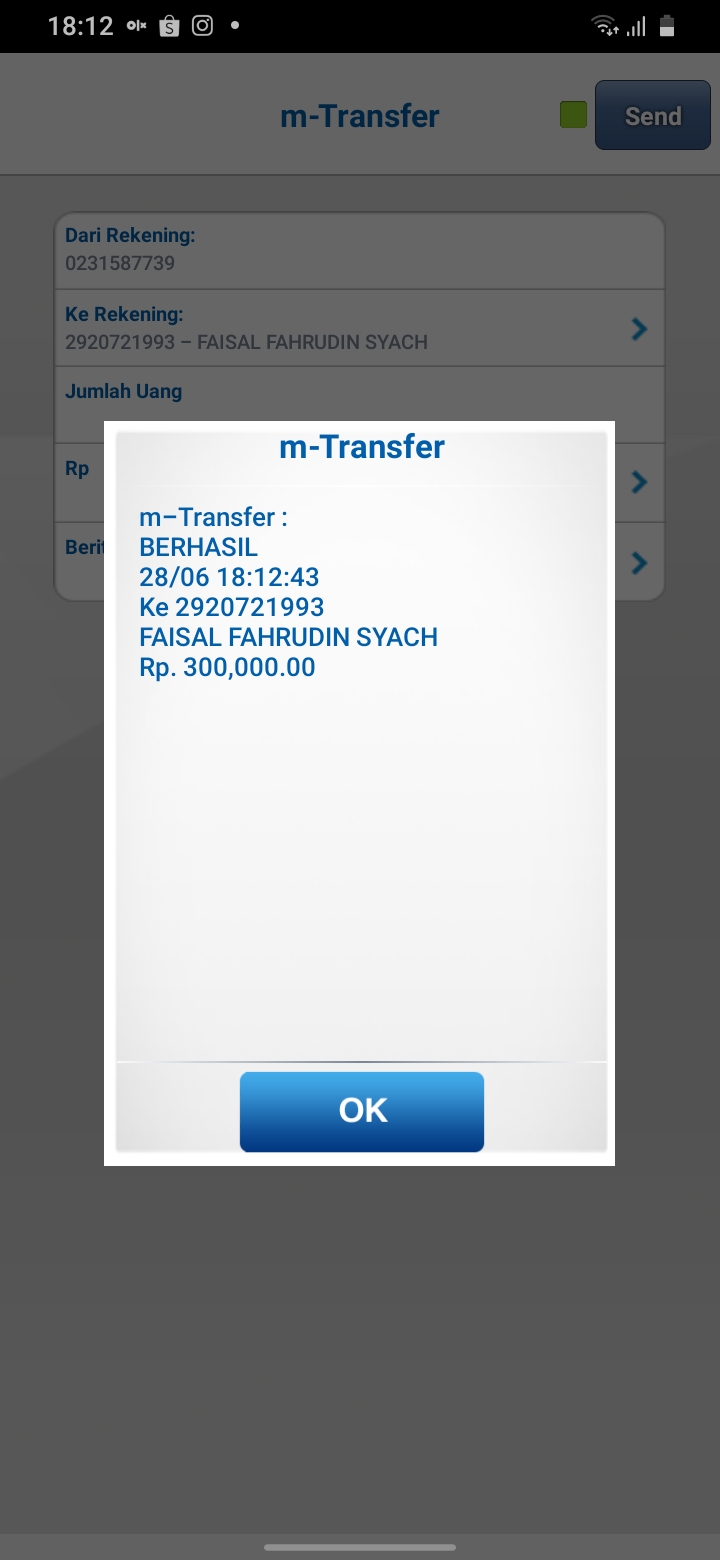 18:12
m-Transfer
Send
Dari Rekening:
0231587739
Ke Rekening:
2920721993 – FAISAL FAHRUDIN SYACH
Jumlah Uang
Rp
m-Transfer
m–Transfer :
BERHASIL
28/06 18:12:43
Ke 2920721993
FAISAL FAHRUDIN SYACH
Rp. 300,000.00
OK